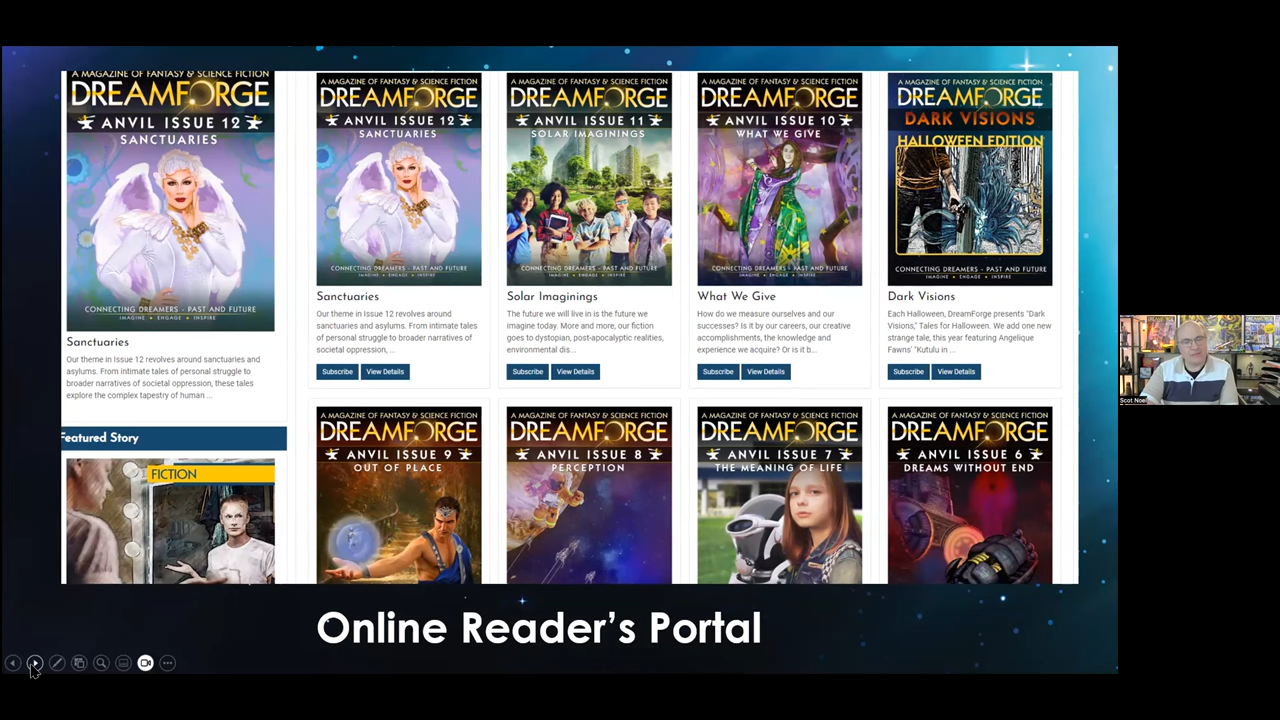 A MAGAZINE OF FANTASY & SCIENCE FICTION
DREAMFORGE
ANVIL ISSUE 12
SANCTUARIES
CONNECTING DREAMERS - PAST AND FUTURE
IMAGINE • ENGAGE • INSPIRE
Sanctuaries
Our theme in Issue 12 revolves around sanctuaries and
asylums. From intimate tales of personal struggle to
broader narratives of societal oppression, these tales
explore the complex tapestry of human ...
Featured Story
FICTION
A MAGAZINE OF FANTASY & SCIENCE FICTION
DREAMFORGE
ANVIL ISSUE 12
SANCTUARIES
CONNECTING DREAMERS - PAST AND FUTURE
IMAGINE • ENGAGE • INSPIRE
Sanctuaries
Our theme in Issue 12 revolves around
sanctuaries and asylums. From intimate tales
of personal struggle to broader narratives of
societal oppression, ...
Subscribe
View Details
A MAGAZINE OF FANTASY & SCIENCE FICTION
DREAMFORGE
ANVIL ISSUE 11
SOLAR IMAGININGS
CONNECTING DREAMERS - PAST AND FUTURE
IMAGINE • ENGAGE • INSPIRE
Solar Imaginings
The future we will live in is the future we
imagine today. More and more, our fiction
goes to dystopian, post-apocalyptic realities,
environmental dis...
Subscribe
View Details
A MAGAZINE OF FANTASY & SCIENCE FICTION
DREAMFORGE
ANVIL ISSUE 10
WHAT WE GIVE
CONNECTING DREAMERS - PAST AND FUTURE
IMAGINE • ENGAGE • INSPIRE
What We Give
How do we measure ourselves and our
successes? Is it by our careers, our creative
accomplishments, the knowledge and
experience we acquire? Or is it b...
Subscribe
View Details
A MAGAZINE OF FANTASY & SCIENCE FICTION
DREAMFORGE
DARK VISIONS
HALLOWEEN EDITION
CONNECTING DREAMERS - PAST AND FUTURE
IMAGINE • ENGAGE • INSPIRE
Dark Visions
Each Halloween, DreamForge presents "Dark
Visions," Tales for Halloween. We add one new
strange tale, this year featuring Angelique
Fawns' "Kutulu in ...
Subscribe
View Details
A MAGAZINE OF FANTASY & SCIENCE FICTION
DREAMFORGE
ANVIL ISSUE 9
OUT OF PLACE
A MAGAZINE OF FANTASY & SCIENCE FICTION
DREAMFORGE
ANVIL ISSUE 8
PERCEPTION
A MAGAZINE OF FANTASY & SCIENCE FICTION
DREAMFORGE
ANVIL ISSUE 7
THE MEANING OF LIFE
A MAGAZINE OF FANTASY & SCIENCE FICTION
DREAMFORGE
ANVIL ISSUE 6
DREAMS WITHOUT END
Online Reader's Portal
Scot Noel